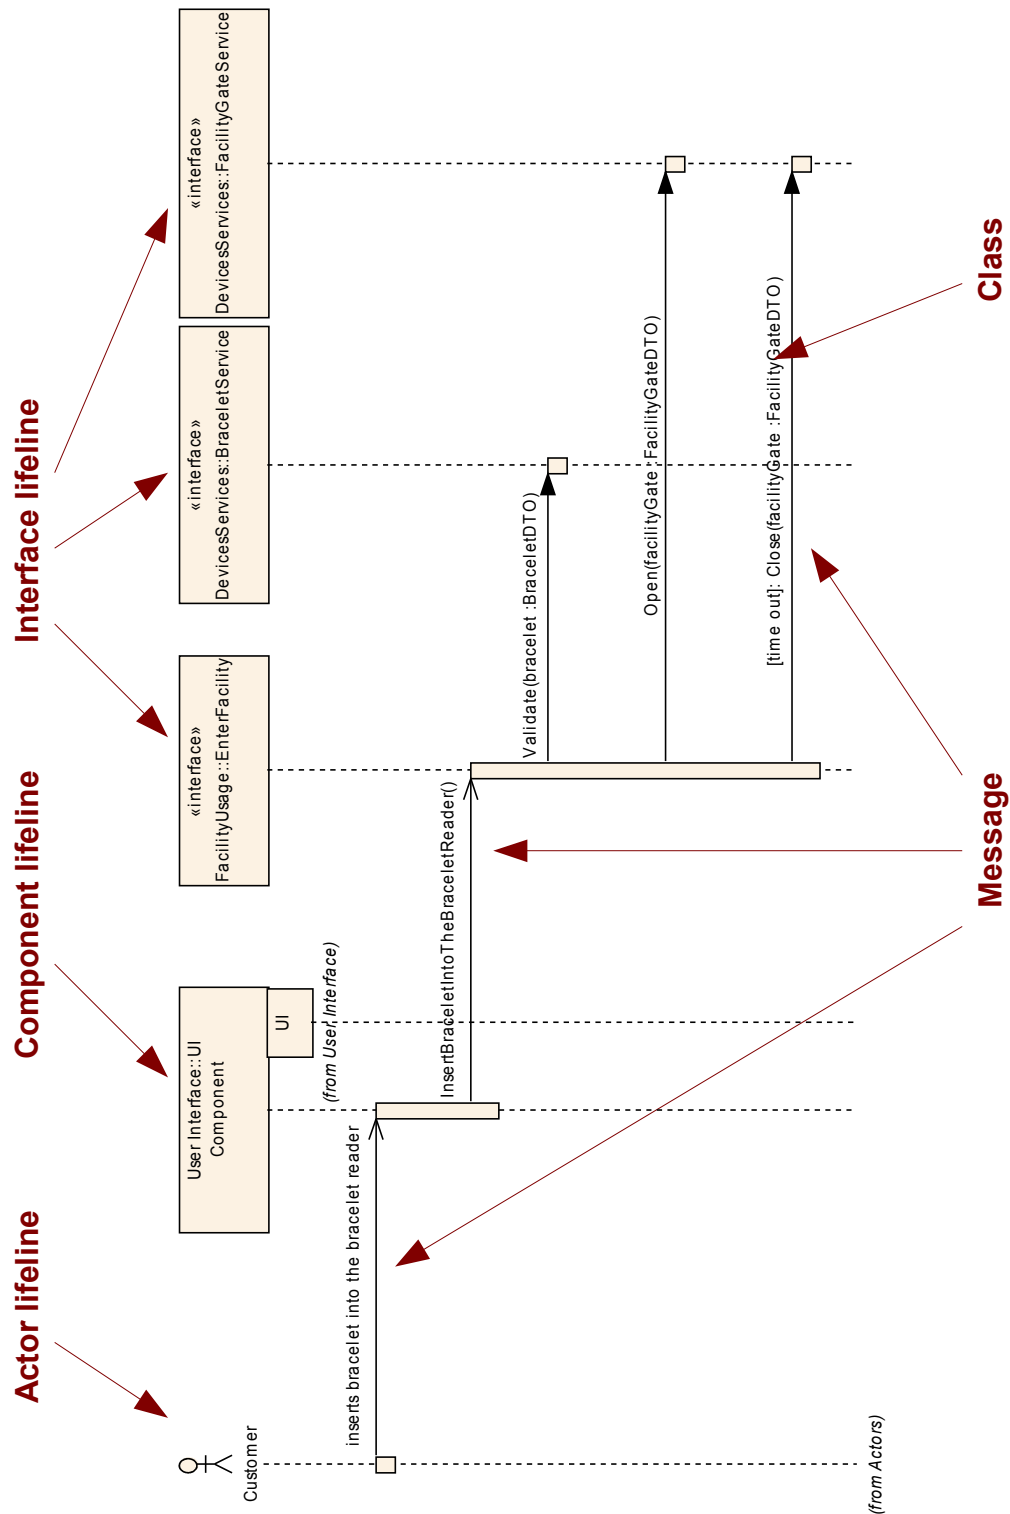 Actor lifeline
Component lifeline
Interface lifeline
Customer
User Interface::UI
Component
UI
(from User Interface)
«interface»
FacilityUsage::EnterFacility
«interface»
DevicesServices::BraceletService
«interface»
DevicesServices::FacilityGateService
inserts bracelet into the bracelet reader
InsertBraceletIntoTheBraceletReader()
Validate(bracelet :BraceletDTO)
Open(facilityGate :FacilityGateDTO)
[time out]: Close(facilityGate :FacilityGateDTO)
(from Actors)
Message
Class